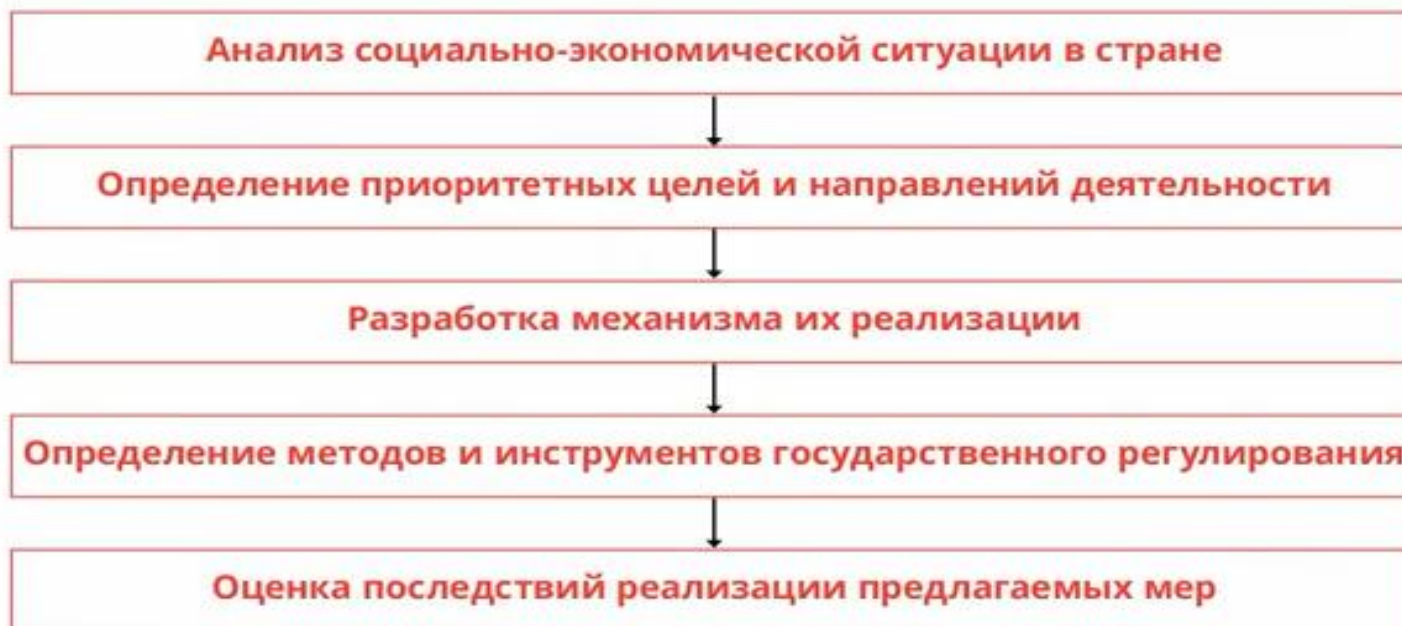 Анализ социально-экономической ситуации в стране
Определение приоритетных целей и направлений деятельности
Разработка механизма их реализации
Определение методов и инструментов государственного регулирования
Оценка последствий реализации предлагаемых мер